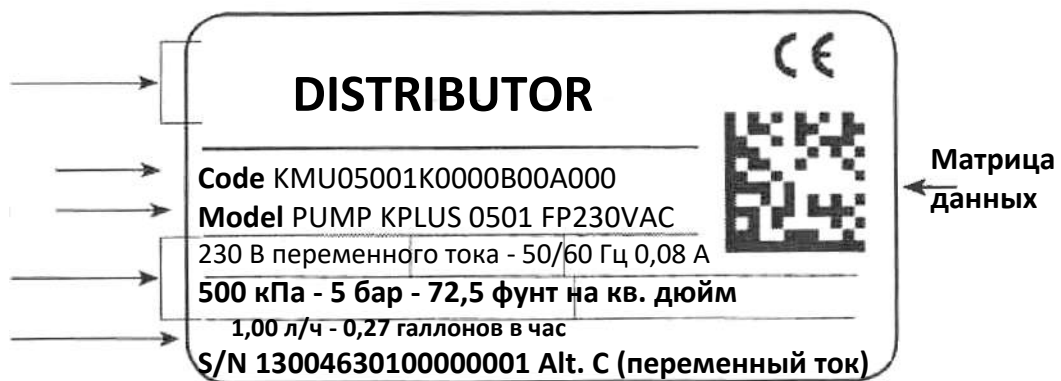 CE
DISTRIBUTOR
Code KMU05001K0000B00A000
Model PUMP KPLUS 0501 FP230VAC
230 В переменного тока - 50/60 Гц 0,08 А
500 кПа - 5 бар - 72,5 фунт на кв. дюйм
1,00 л/ч - 0,27 галлонов в час
S/N 13004630100000001 Alt. C (переменный ток)
Матрица
данных